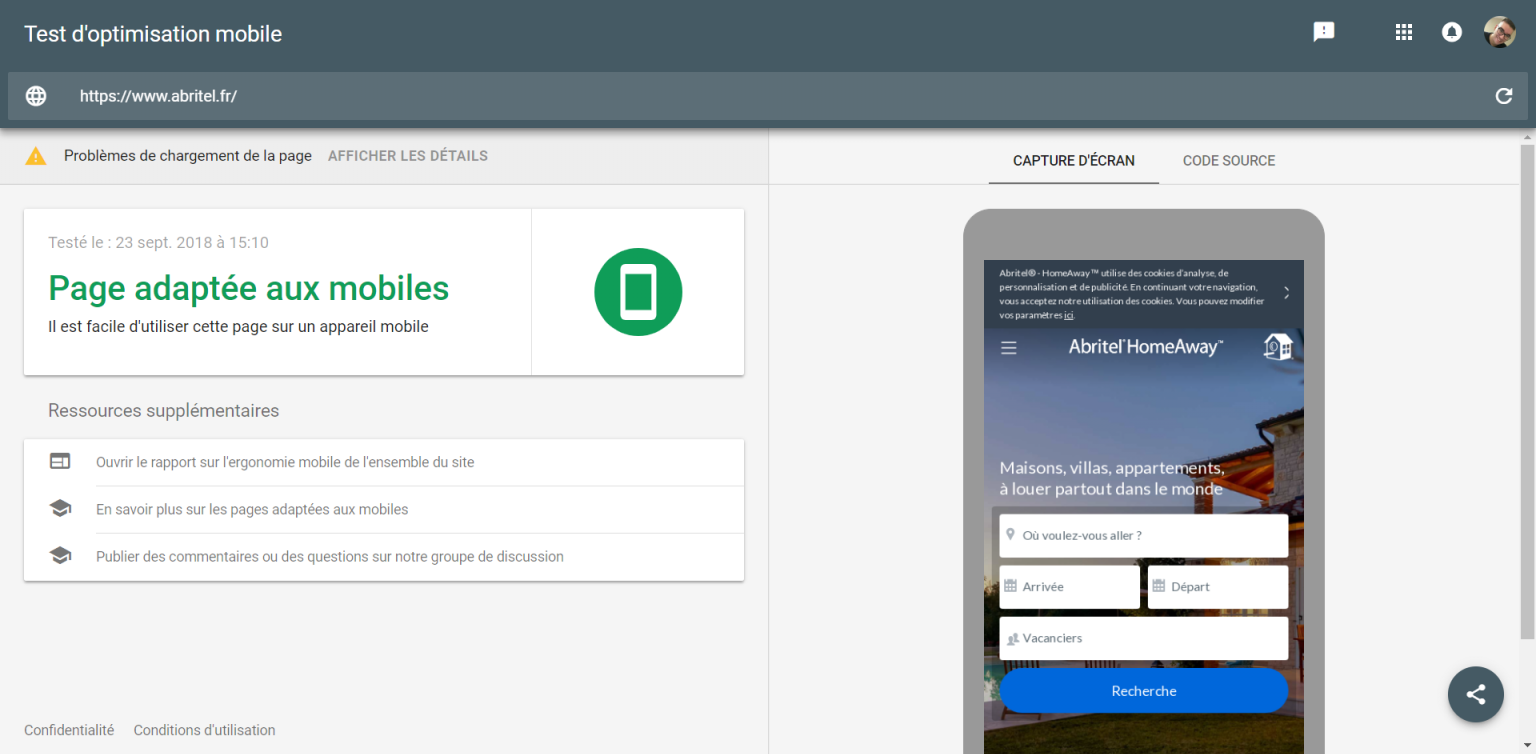 Test d'optimisation mobile
https://www.abritel.fr/
Problèmes de chargement de la page AFFICHER LES DÉTAILS
Testé le : 23 sept. 2018 à 15:10
Page adaptée aux mobiles
Il est facile d'utiliser cette page sur un appareil mobile
Ressources supplémentaires
Ouvrir le rapport sur l'ergonomie mobile de l'ensemble du site
En savoir plus sur les pages adaptées aux mobiles
Publier des commentaires ou des questions sur notre groupe de discussion
Confidentialité Conditions d'utilisation
CAPTURE D'ÉCRAN CODE SOURCE
Abritel® - HomeAway™ utilise des cookies d'analyse, de
personnalisation et de publicité. En continuant votre navigation,
vous acceptez notre utilisation des cookies. Vous pouvez modifier
vos paramètres ici.
Abritel® HomeAway™
Maisons, villas, appartements,
à louer partout dans le monde
Où voulez-vous aller ?
Arrivée Départ
Vacanciers
Recherche